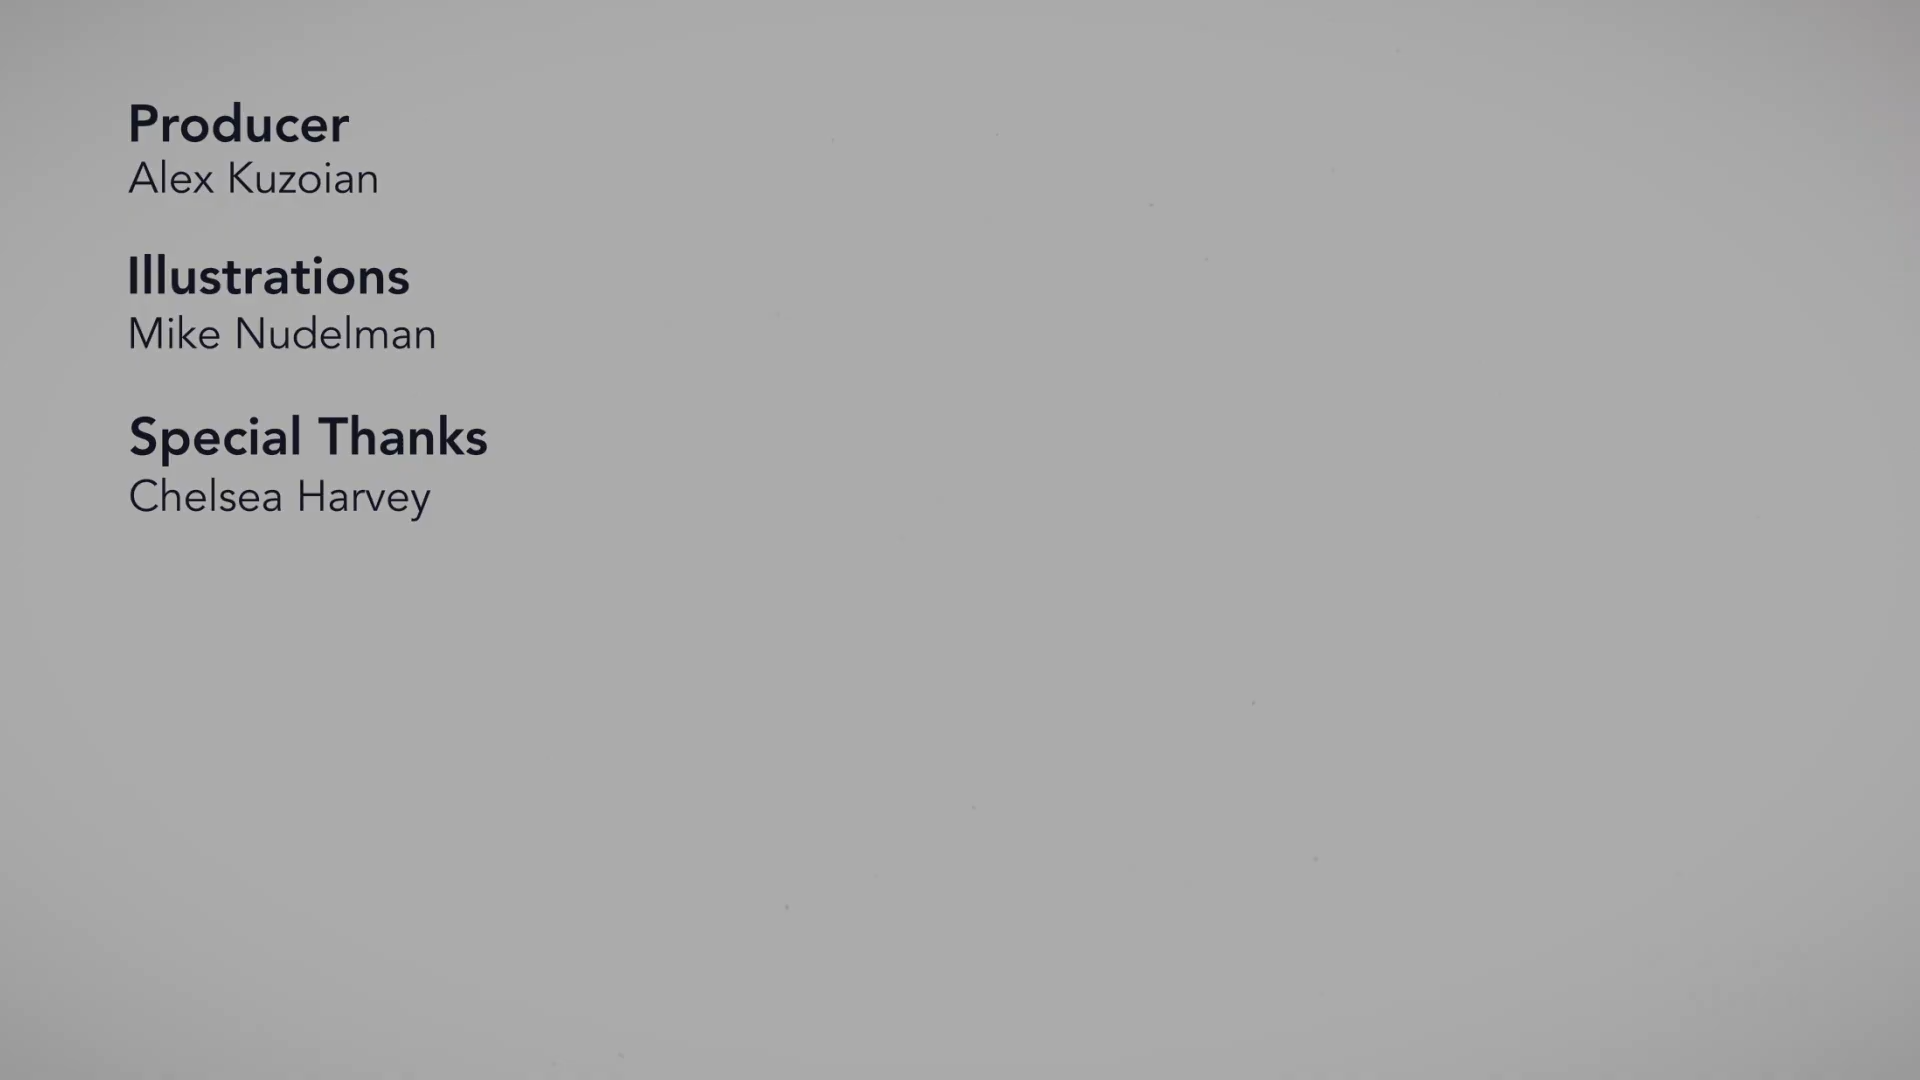 Producer
Alex Kuzoian
Illustrations
Mike Nudelman
Special Thanks
Chelsea Harvey